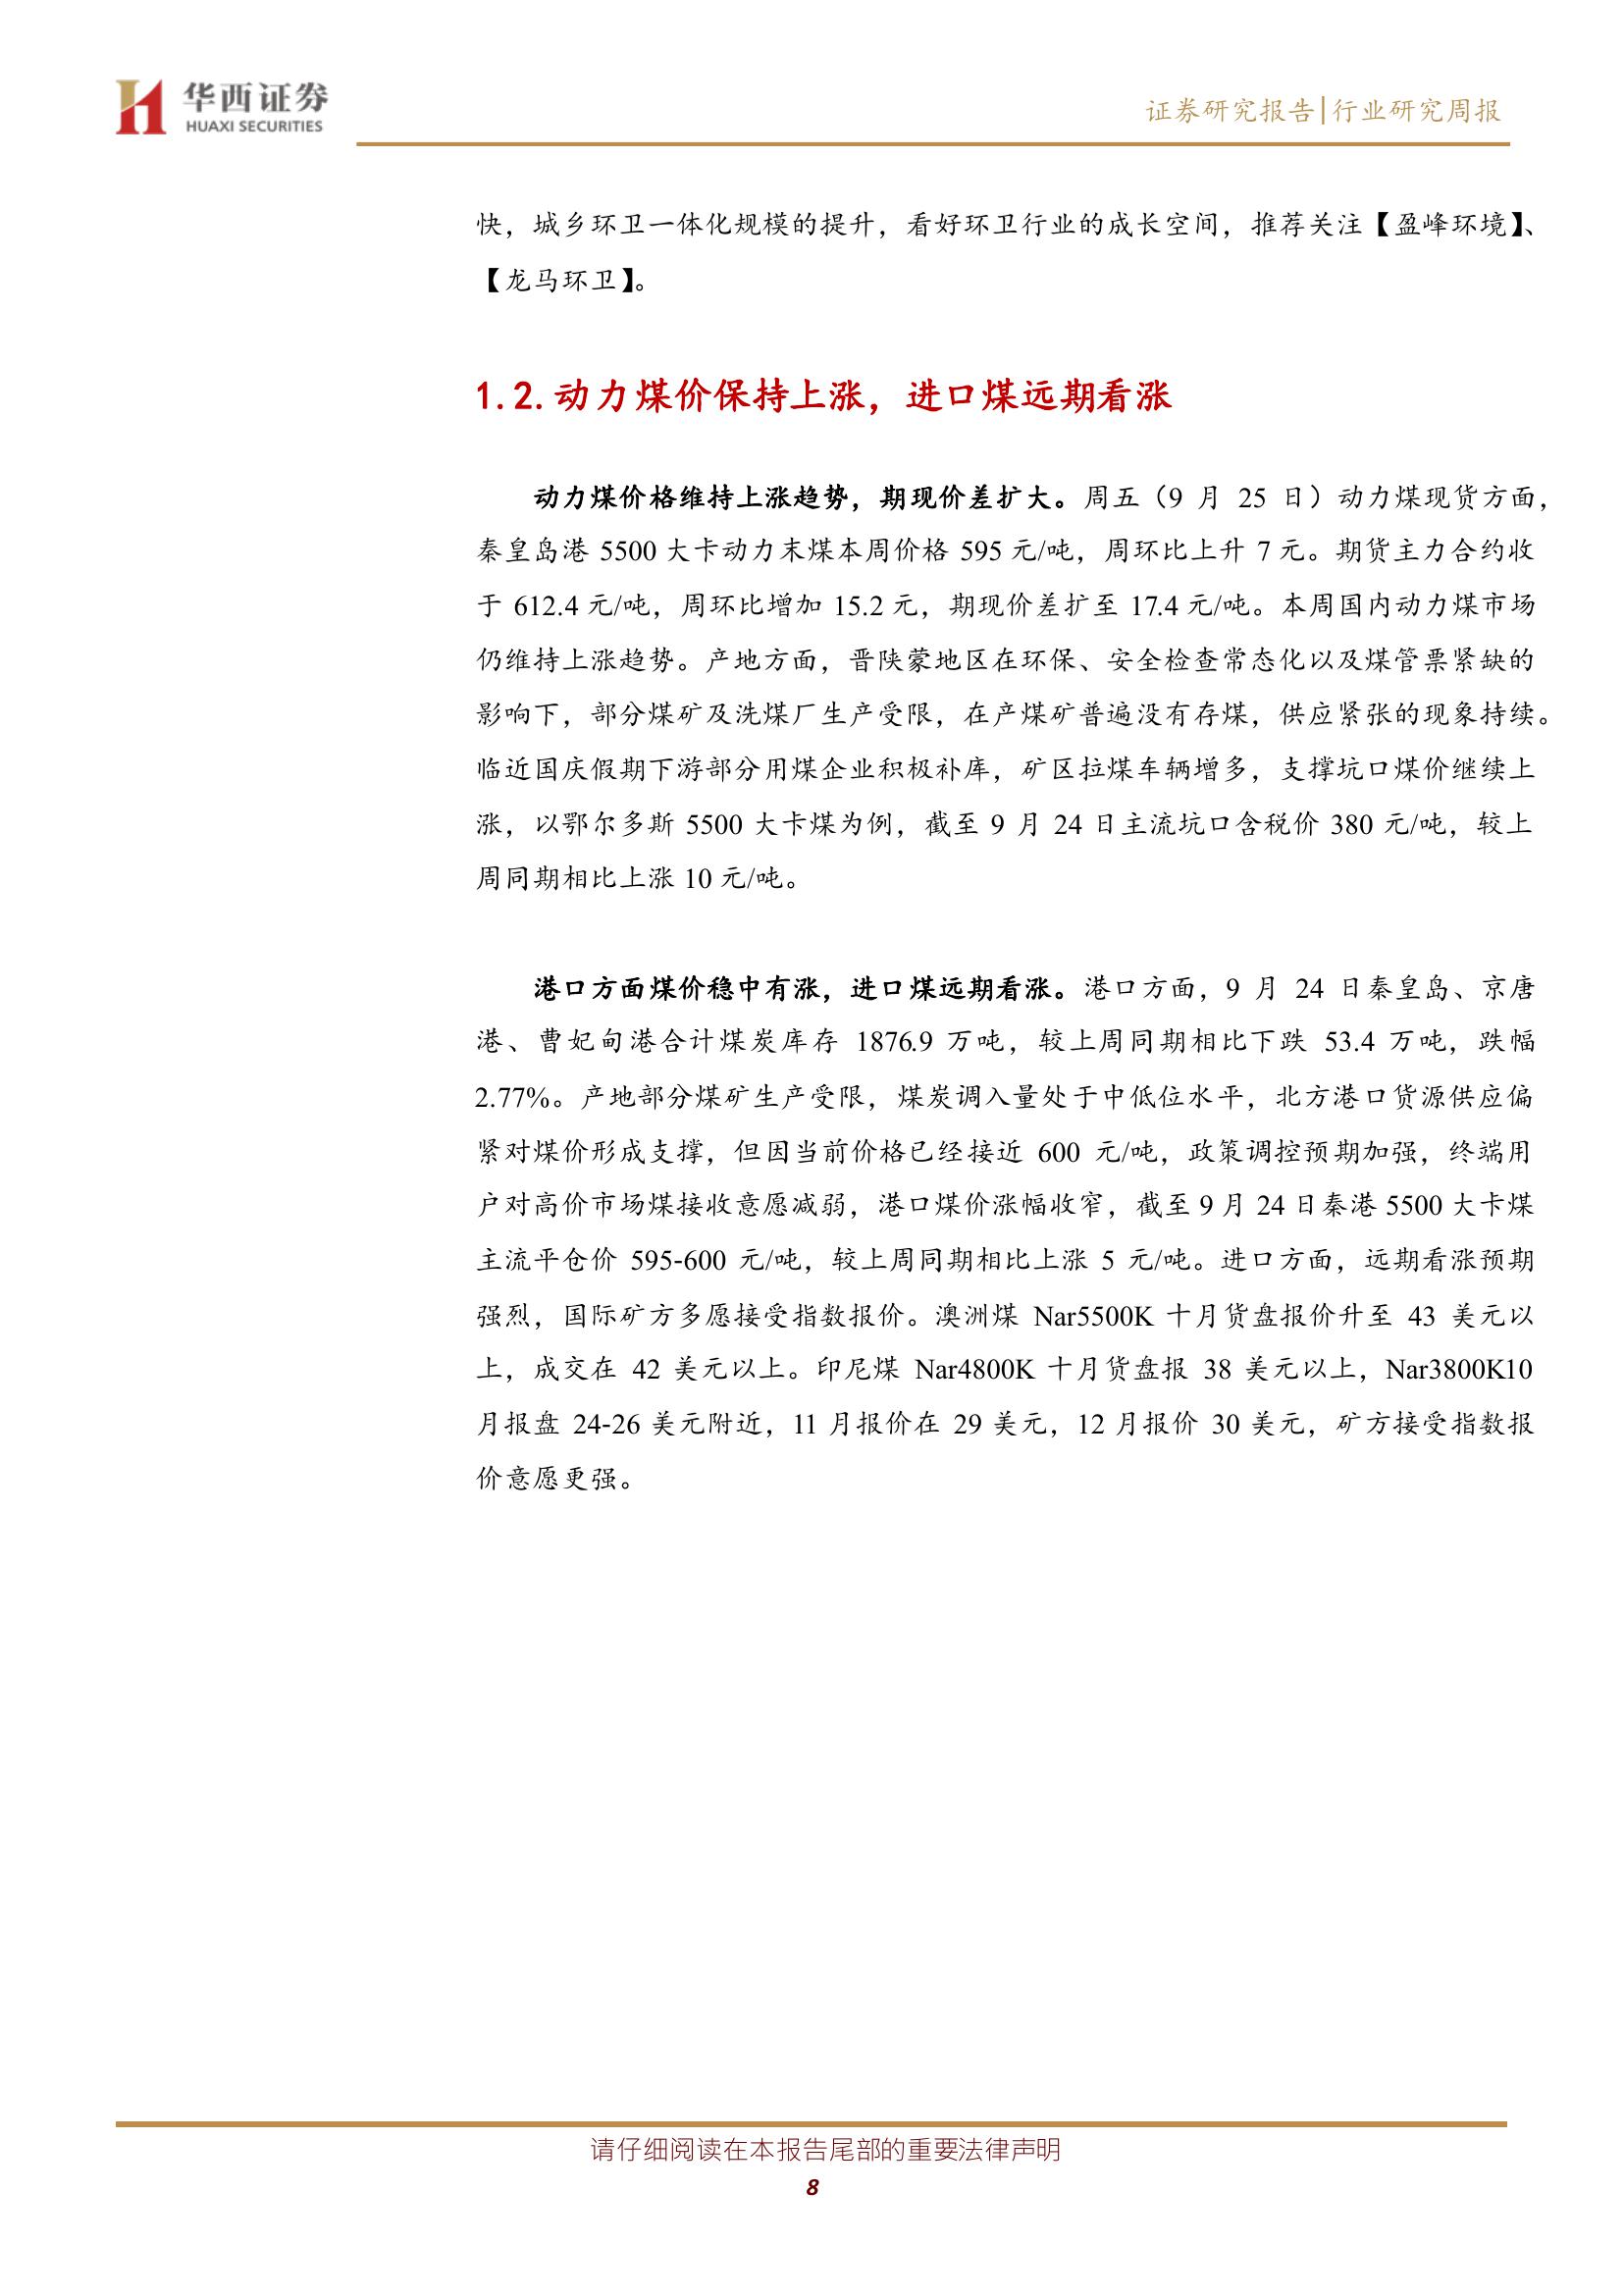 华西证券
HUAXI SECURITIES
证券研究报告|行业研究周报
快，城乡环卫一体化规模的提升，看好环卫行业的成长空间，推荐关注【盈峰环境】、
【龙马环卫】。
1.2.动力煤价保持上涨，进口煤远期看涨
动力煤价格维持上涨趋势，期现价差扩大。周五（9 月 25 日）动力煤现货方面，
秦皇岛港 5500 大卡动力末煤本周价格 595 元/吨，周环比上升 7 元。期货主力合约收
于 612.4 元/吨，周环比增加 15.2 元，期现价差扩至 17.4 元/吨。本周国内动力煤市场
仍维持上涨趋势。产地方面，晋陕蒙地区在环保、安全检查常态化以及煤管票紧缺的
影响下，部分煤矿及洗煤厂生产受限，在产煤矿普遍没有存煤，供应紧张的现象持续。
临近国庆假期下游部分用煤企业积极补库，矿区拉煤车辆增多，支撑坑口煤价继续上
涨，以鄂尔多斯 5500 大卡煤为例，截至 9 月 24 日主流坑口含税价 380 元/吨，较上
周同期相比上涨 10 元/吨。
港口方面煤价稳中有涨，进口煤远期看涨。港口方面，9 月 24 日秦皇岛、京唐
港、曹妃甸港合计煤炭库存 1876.9 万吨，较上周同期相比下跌 53.4 万吨，跌幅
2.77%。产地部分煤矿生产受限，煤炭调入量处于中低位水平，北方港口货源供应偏
紧对煤价形成支撑，但因当前价格已经接近 600 元/吨，政策调控预期加强，终端用
户对高价市场煤接收意愿减弱，港口煤价涨幅收窄，截至 9 月 24 日秦港 5500 大卡煤
主流平仓价 595-600 元/吨，较上周同期相比上涨 5 元/吨。进口方面，远期看涨预期
强烈，国际矿方多愿接受指数报价。澳洲煤 Nar5500K 十月货盘报价升至 43 美元以
上，成交在 42 美元以上。印尼煤 Nar4800K 十月货盘报 38 美元以上，Nar3800K10
月报盘 24-26 美元附近，11 月报价在 29 美元，12 月报价 30 美元，矿方接受指数报
价意愿更强。
请仔细阅读在本报告尾部的重要法律声明
8